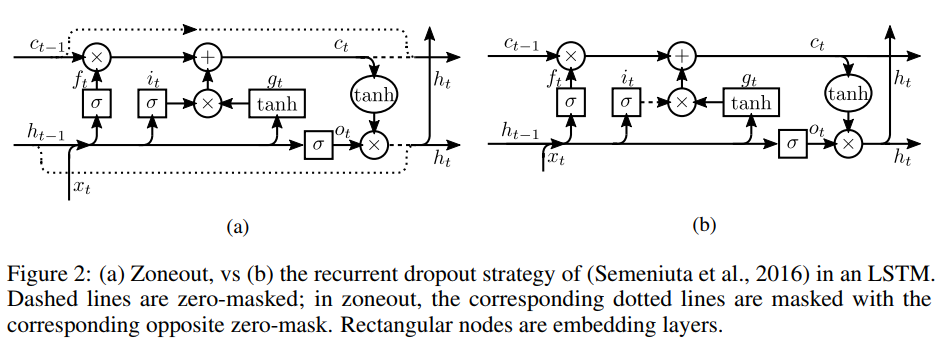 c_{t-1} c_t
× +
f_t i_t g_t h_t
σ σ × tanh tanh
h_{t-1} o_t
σ × h_t
x_t
(a)
c_{t-1} c_t
× +
f_t i_t g_t h_t
σ σ × tanh tanh
h_{t-1} o_t
σ × h_t
x_t
(b)
Figure 2: (a) Zoneout, vs (b) the recurrent dropout strategy of (Semeniuta et al., 2016) in an LSTM.
Dashed lines are zero-masked; in zoneout, the corresponding dotted lines are masked with the
corresponding opposite zero-mask. Rectangular nodes are embedding layers.